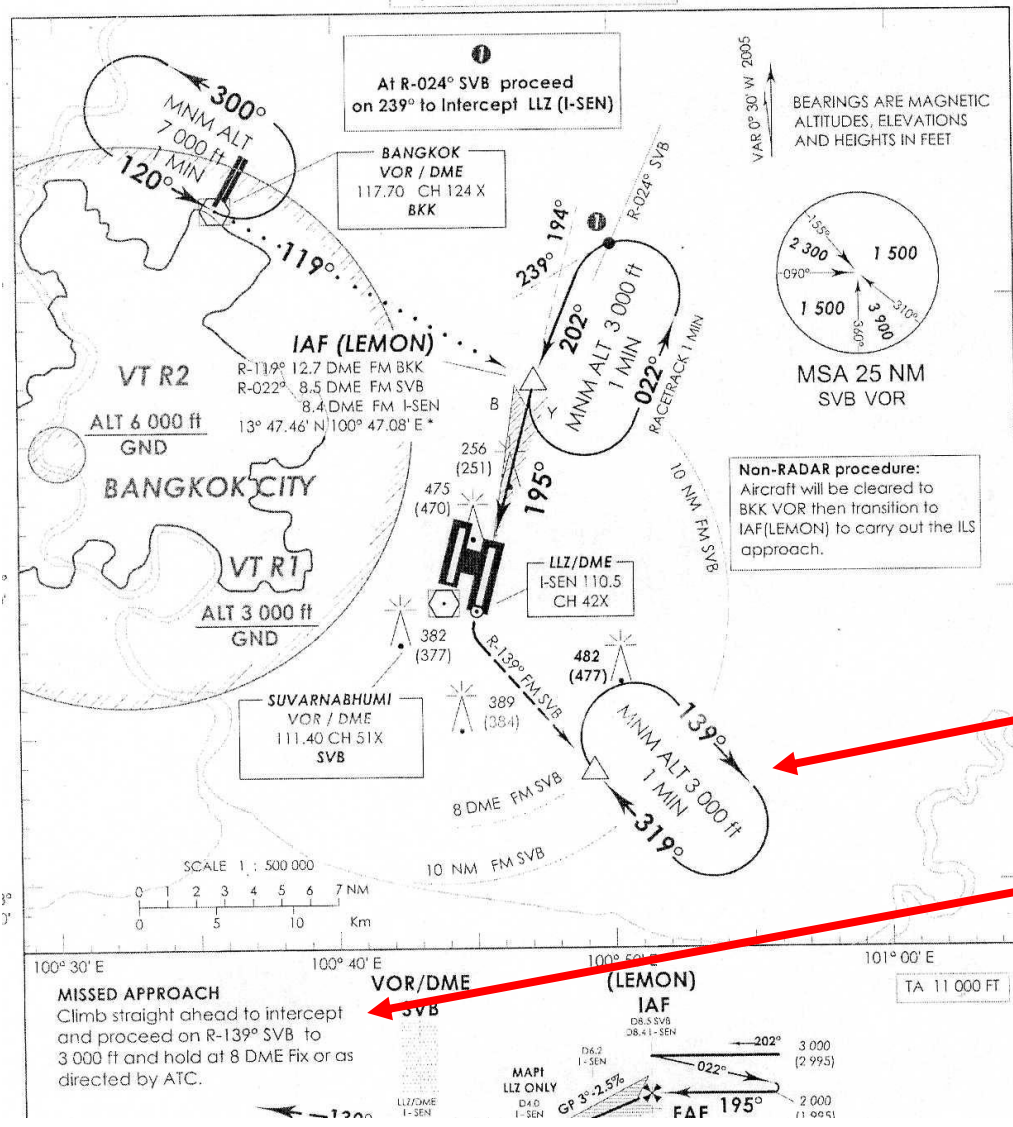 At R-024° SVB proceed
on 239° to Intercept LLZ (I-SEN)
VAR 0° 30' W 2005
BEARINGS ARE MAGNETIC
ALTITUDES, ELEVATIONS
AND HEIGHTS IN FEET
300°
MNM ALT
7 000 ft
1 MIN
120°
BANGKOK
VOR / DME
117.70 CH 124 X
BKK
119°
R-024° SVB
239° 194°
202°
MNM ALT 3 000 ft
1 MIN
022°
RACETRACK 1 MIN
155°
2 300
1 500
090°
1 500
3 900
310°
360°
MSA 25 NM
SVB VOR
IAF (LEMON)
R-119° 12.7 DME FM BKK
R-022° 8.5 DME FM SVB
8.4 DME FM I-SEN
13° 47.46' N 100° 47.08' E *
VT R2
ALT 6 000 ft
GND
BANGKOK CITY
VT R1
ALT 3 000 ft
GND
B
Y
256
(251)
475
(470)
195°
10 NM FM SVB
Non-RADAR procedure:
Aircraft will be cleared to
BKK VOR then transition to
IAF(LEMON) to carry out the ILS
approach.
LLZ/DME
I-SEN 110.5
CH 42X
382
(377)
R-139° FM SVB
482
(477)
SUVARNABHUMI
VOR / DME
111.40 CH 51X
SVB
389
(384)
139°
MNM ALT 3 000 ft
1 MIN
319°
8 DME FM SVB
10 NM FM SVB
SCALE 1 : 500 000
0 1 2 3 4 5 6 7 NM
0 5 10 Km
100° 30' E
100° 40' E
100° 50' E
101° 00' E
TA 11 000 FT
MISSED APPROACH
Climb straight ahead to intercept
and proceed on R-139° SVB to
3 000 ft and hold at 8 DME Fix or as
directed by ATC.
VOR/DME
SVB
(LEMON)
IAF
D8.5 SVB
D8.4 I-SEN
202°
3 000
(2 995)
D6.2
I-SEN
022°
MAPt
LLZ ONLY
D4.0
I-SEN
GP 3°-2.5%
FAF
195°
2 000
(1 995)
LLZ/DME
I-SEN
139°